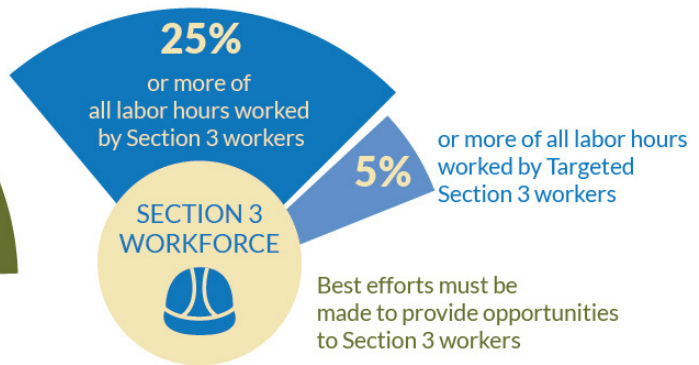 25%
or more of
all labor hours worked
by Section 3 workers
5%
or more of all labor hours
worked by Targeted
Section 3 workers
SECTION 3
WORKFORCE
Best efforts must be
made to provide opportunities
to Section 3 workers